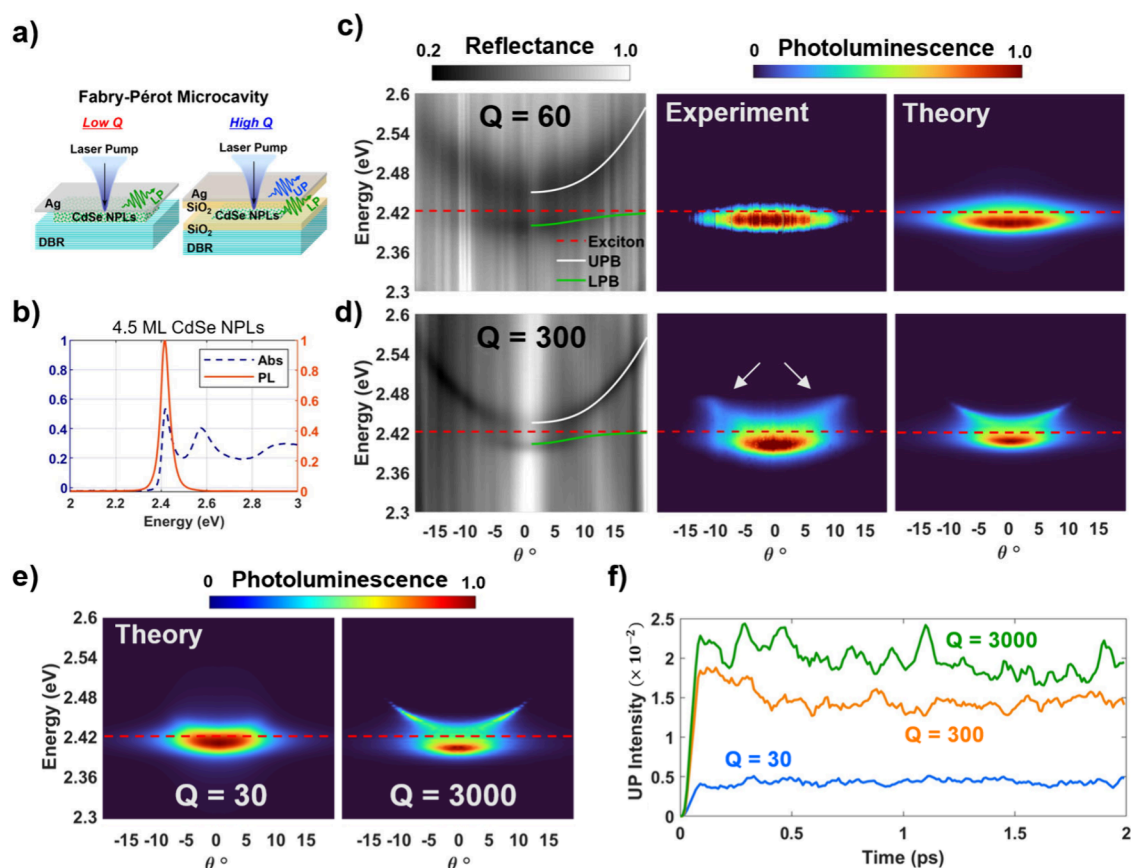 a)
Fabry-Pérot Microcavity
Low Q
High Q
Laser Pump
Laser Pump
LP
UP
LP
Ag
CdSe NPLs
DBR
Ag
SiO2
CdSe NPLs
SiO2
DBR
b)
4.5 ML CdSe NPLs
Abs
PL
1
0.8
0.6
0.4
0.2
0
1
0.8
0.6
0.4
0.2
0
2 2.2 2.4 2.6 2.8 3
Energy (eV)
c)
0.2 Reflectance 1.0
0 Photoluminescence 1.0
Energy (eV)
2.6
2.54
2.48
2.42
2.36
2.3
Q = 60
Exciton
UPB
LPB
Experiment
Theory
d)
Energy (eV)
2.6
2.54
2.48
2.42
2.36
2.3
Q = 300
-15 -10 -5 0 5 10 15
θ °
-15 -10 -5 0 5 10 15
θ °
-15 -10 -5 0 5 10 15
θ °
e)
0 Photoluminescence 1.0
Energy (eV)
2.6
2.54
2.48
2.42
2.36
2.3
Theory
Q = 30
Q = 3000
-15 -10 -5 0 5 10 15
θ °
-15 -10 -5 0 5 10 15
θ °
f)
UP Intensity (× 10⁻²)
2.5
2
1.5
1
0.5
0
Q = 3000
Q = 300
Q = 30
0 0.5 1 1.5 2
Time (ps)